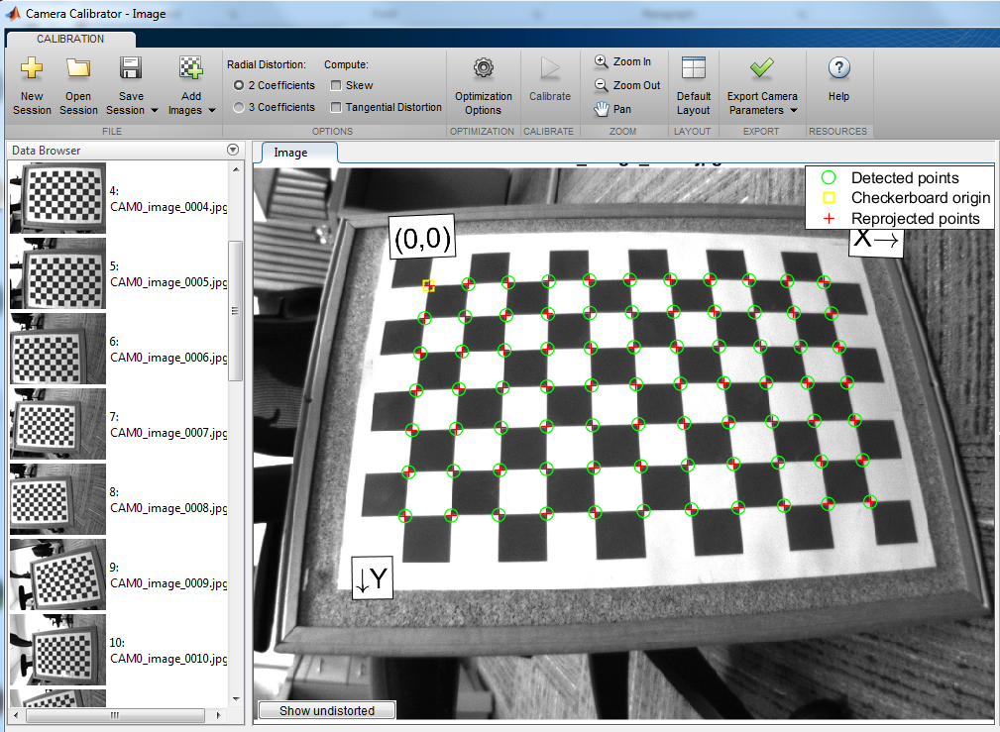 Camera Calibrator - Image
CALIBRATION
New Session
Open Session
Save Session
Add Images
FILE
Radial Distortion:
2 Coefficients
3 Coefficients
Compute:
Skew
Tangential Distortion
OPTIONS
Optimization Options
OPTIMIZATION
Calibrate
CALIBRATE
Zoom In
Zoom Out
Pan
ZOOM
Default Layout
LAYOUT
Export Camera Parameters
EXPORT
Help
RESOURCES
Data Browser
4:
CAM0_image_0004.jpg
5:
CAM0_image_0005.jpg
6:
CAM0_image_0006.jpg
7:
CAM0_image_0007.jpg
8:
CAM0_image_0008.jpg
9:
CAM0_image_0009.jpg
10:
CAM0_image_0010.jpg
Image
Detected points
Checkerboard origin
Reprojected points
(0,0)
X→
↓Y
Show undistorted